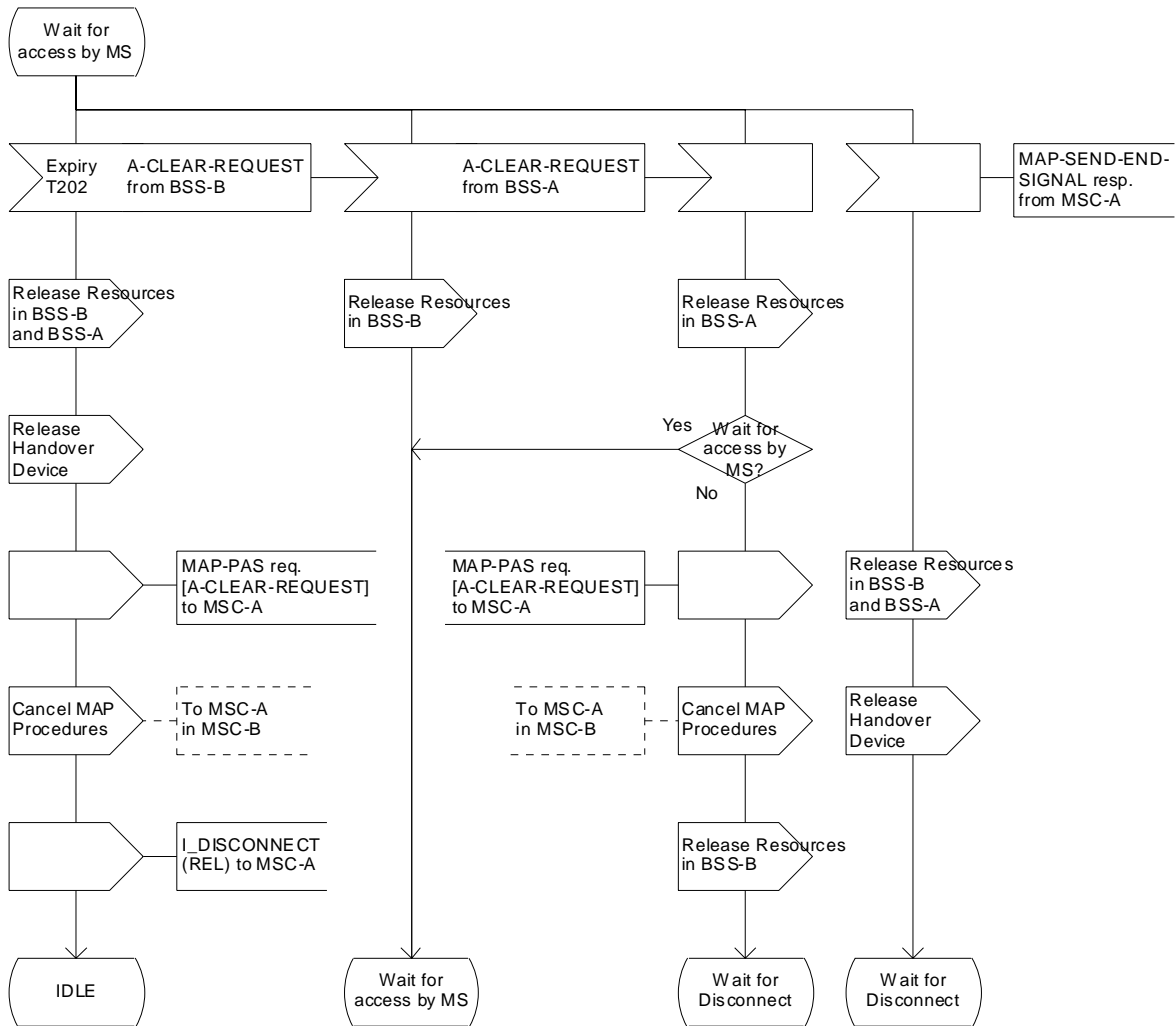 Wait for
access by MS
Expiry
T202
A-CLEAR-REQUEST
from BSS-B
A-CLEAR-REQUEST
from BSS-A
MAP-SEND-END-
SIGNAL resp.
from MSC-A
Release Resources
in BSS-B
and BSS-A
Release Resources
in BSS-B
Release Resources
in BSS-A
Release
Handover
Device
Yes
Wait for
access by
MS?
No
MAP-PAS req.
[A-CLEAR-REQUEST]
to MSC-A
MAP-PAS req.
[A-CLEAR-REQUEST]
to MSC-A
Release Resources
in BSS-B
and BSS-A
Cancel MAP
Procedures
To MSC-A
in MSC-B
To MSC-A
in MSC-B
Cancel MAP
Procedures
Release
Handover
Device
I_DISCONNECT
(REL) to MSC-A
Release Resources
in BSS-B
IDLE
Wait for
access by MS
Wait for
Disconnect
Wait for
Disconnect